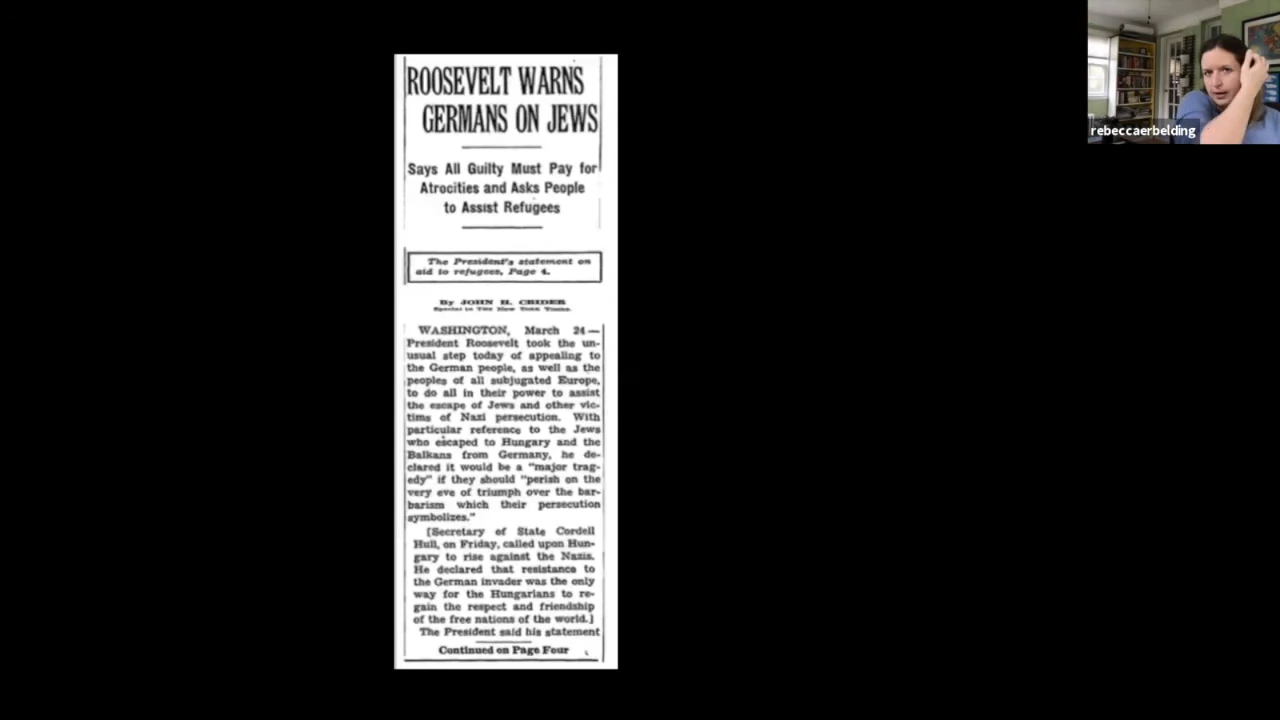 ROOSEVELT WARNS
GERMANS ON JEWS
Says All Guilty Must Pay for
Atrocities and Asks People
to Assist Refugees
The President's statement on
aid to refugees, Page 4.
By JOHN H. CRIDER
Special to THE NEW YORK TIMES.
WASHINGTON, March 24—
President Roosevelt took the un-
usual step today of appealing to
the German people, as well as the
peoples of all subjugated Europe,
to do all in their power to assist
the escape of Jews and other vic-
tims of Nazi persecution. With
particular reference to the Jews
who escaped to Hungary and the
Balkans from Germany, he de-
clared it would be a "major trag-
edy" if they should "perish on the
very eve of triumph over the bar-
barism which their persecution
symbolizes."
[Secretary of State Cordell
Hull, on Friday, called upon Hun-
gary to rise against the Nazis.
He declared that resistance to
the German invader was the only
way for the Hungarians to re-
gain the respect and friendship
of the free nations of the world.]
The President said his statement
Continued on Page Four
rebeccaerbelding